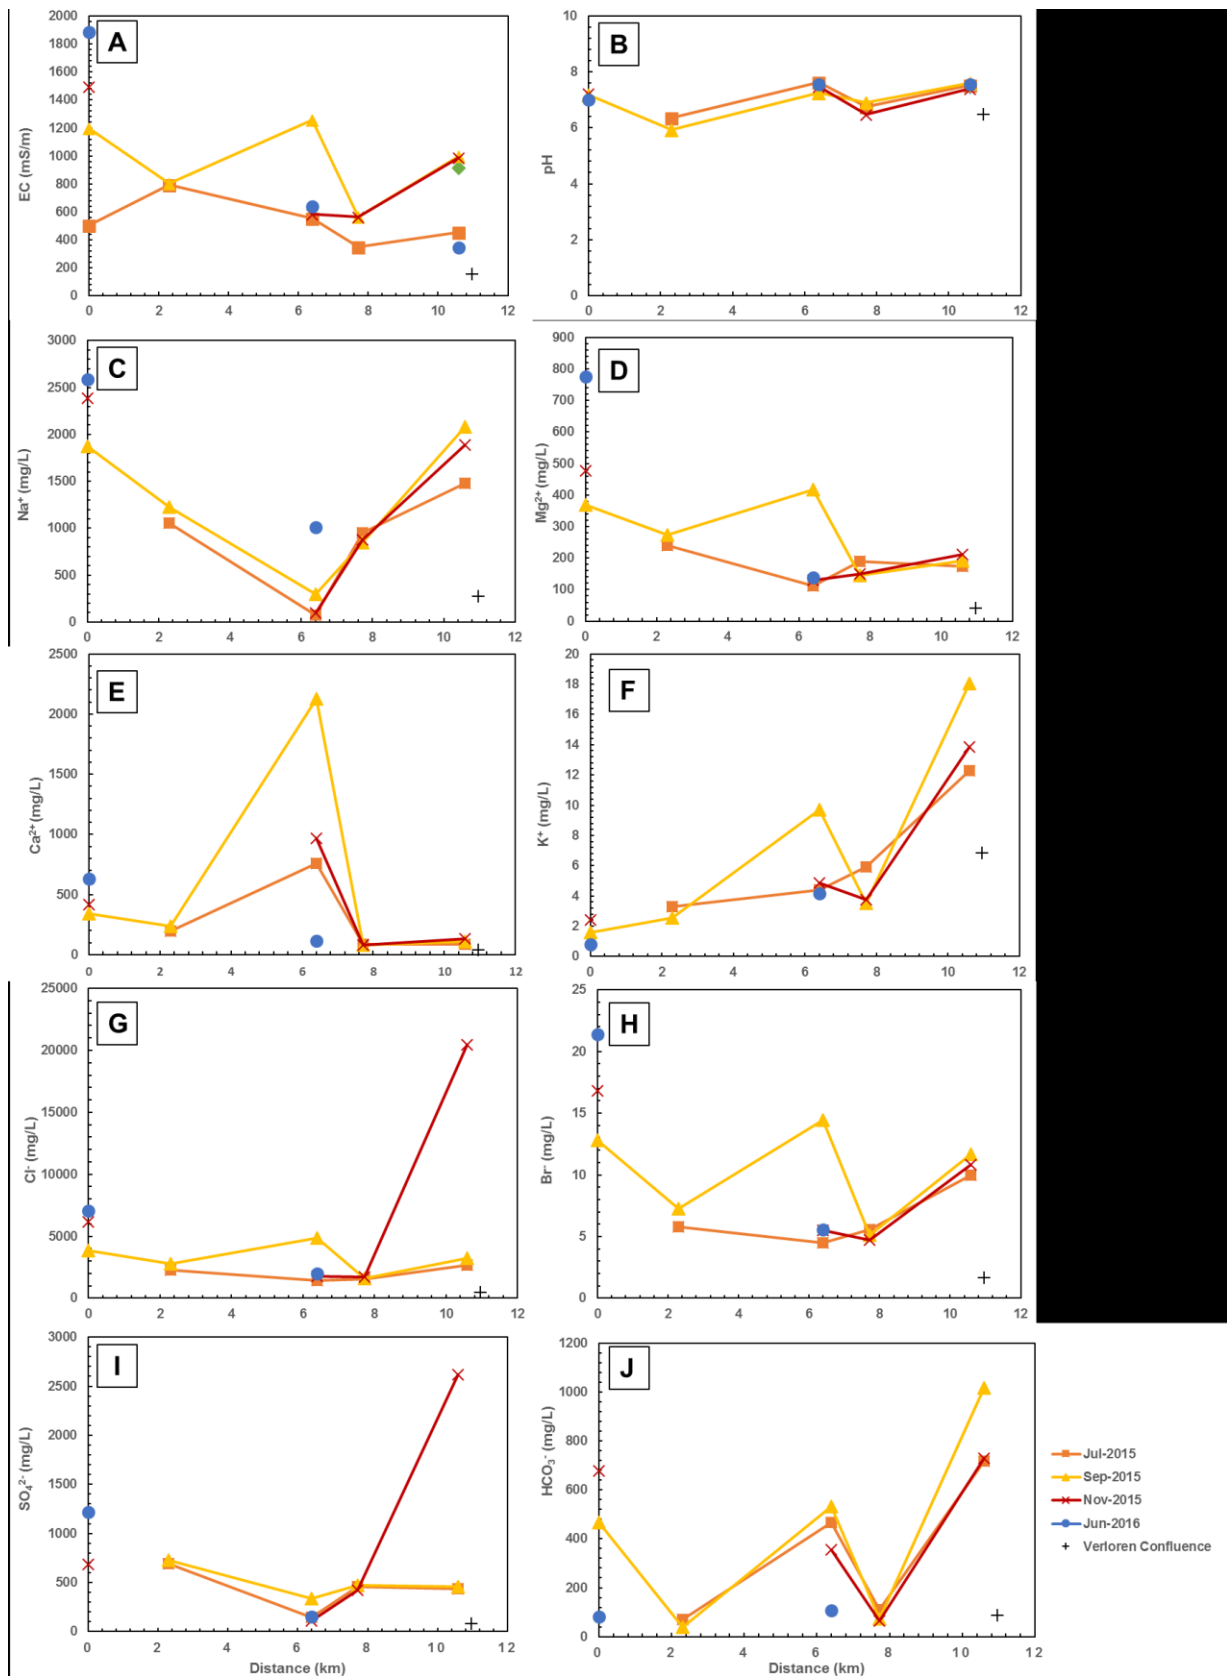 A
EC (mS/m)
2000
1800
1600
1400
1200
1000
800
600
400
200
0
0 2 4 6 8 10 12
B
pH
10
8
6
4
2
0
0 2 4 6 8 10 12
C
Na⁺ (mg/L)
3000
2500
2000
1500
1000
500
0
0 2 4 6 8 10 12
D
Mg²⁺ (mg/L)
900
800
700
600
500
400
300
200
100
0
0 2 4 6 8 10 12
E
Ca²⁺ (mg/L)
2500
2000
1500
1000
500
0
0 2 4 6 8 10 12
F
K⁺ (mg/L)
20
18
16
14
12
10
8
6
4
2
0
0 2 4 6 8 10 12
G
Cl⁻ (mg/L)
25000
20000
15000
10000
5000
0
0 2 4 6 8 10 12
H
Br⁻ (mg/L)
25
20
15
10
5
0
0 2 4 6 8 10 12
I
SO₄²⁻ (mg/L)
3000
2500
2000
1500
1000
500
0
0 2 4 6 8 10 12
Distance (km)
J
HCO₃⁻ (mg/L)
1200
1000
800
600
400
200
0
0 2 4 6 8 10 12
Distance (km)
Jul-2015
Sep-2015
Nov-2015
Jun-2016
Verloren Confluence